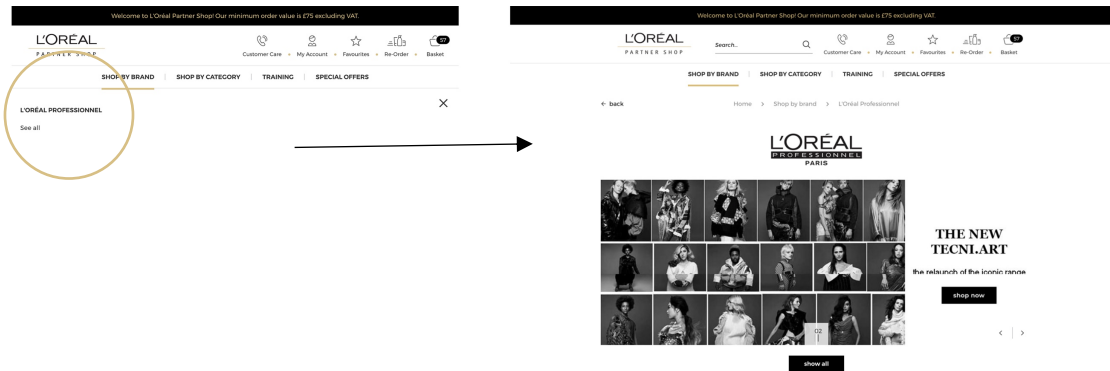 Welcome to L'Oréal Partner Shop! Our minimum order value is £75 excluding VAT.
L'ORÉAL
PARTNER SHOP
57
Customer Care My Account Favourites Re-Order Basket
SHOP BY BRAND SHOP BY CATEGORY TRAINING SPECIAL OFFERS
L'ORÉAL PROFESSIONNEL
See all
Welcome to L'Oréal Partner Shop! Our minimum order value is £75 excluding VAT.
L'ORÉAL
PARTNER SHOP
Search...
57
Customer Care My Account Favourites Re-Order Basket
SHOP BY BRAND SHOP BY CATEGORY TRAINING SPECIAL OFFERS
← back
Home > Shop by brand > L'Oréal Professionnel
L'ORÉAL
PROFESSIONNEL
PARIS
THE NEW
TECNI.ART
the relaunch of the iconic range
shop now
02
< | >
show all